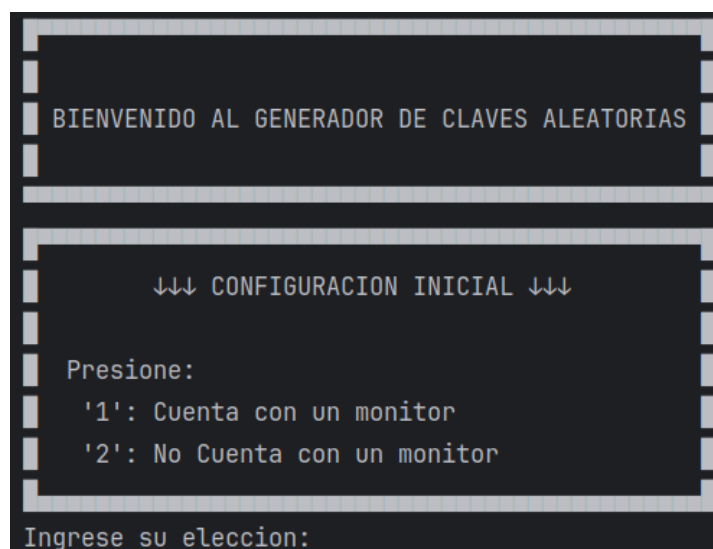 BIENVENIDO AL GENERADOR DE CLAVES ALEATORIAS
↓↓↓ CONFIGURACION INICIAL ↓↓↓
Presione:
'1': Cuenta con un monitor
'2': No Cuenta con un monitor
Ingrese su eleccion: